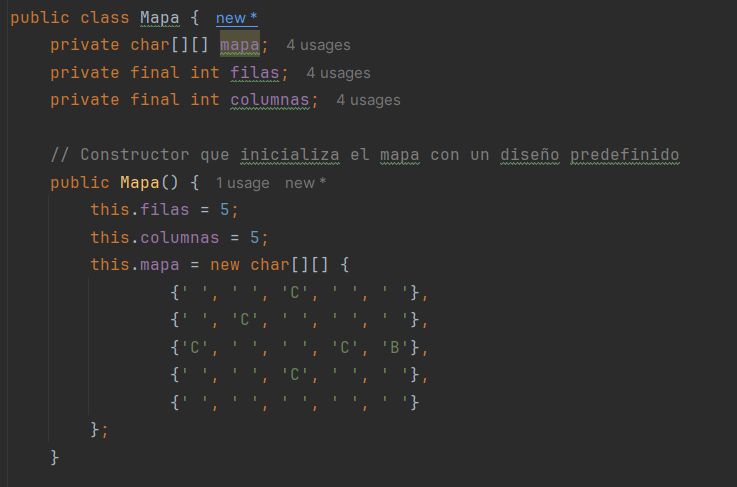 public class Mapa {  new *
    private char[][] mapa;  4 usages
    private final int filas;  4 usages
    private final int columnas;  4 usages

    // Constructor que inicializa el mapa con un diseño predefinido
    public Mapa() {  1 usage  new *
        this.filas = 5;
        this.columnas = 5;
        this.mapa = new char[][] {
                {' ', ' ', 'C', ' ', ' '},
                {' ', 'C', ' ', ' ', ' '},
                {'C', ' ', ' ', 'C', 'B'},
                {' ', ' ', 'C', ' ', ' '},
                {' ', ' ', ' ', ' ', ' '}
        };
    }